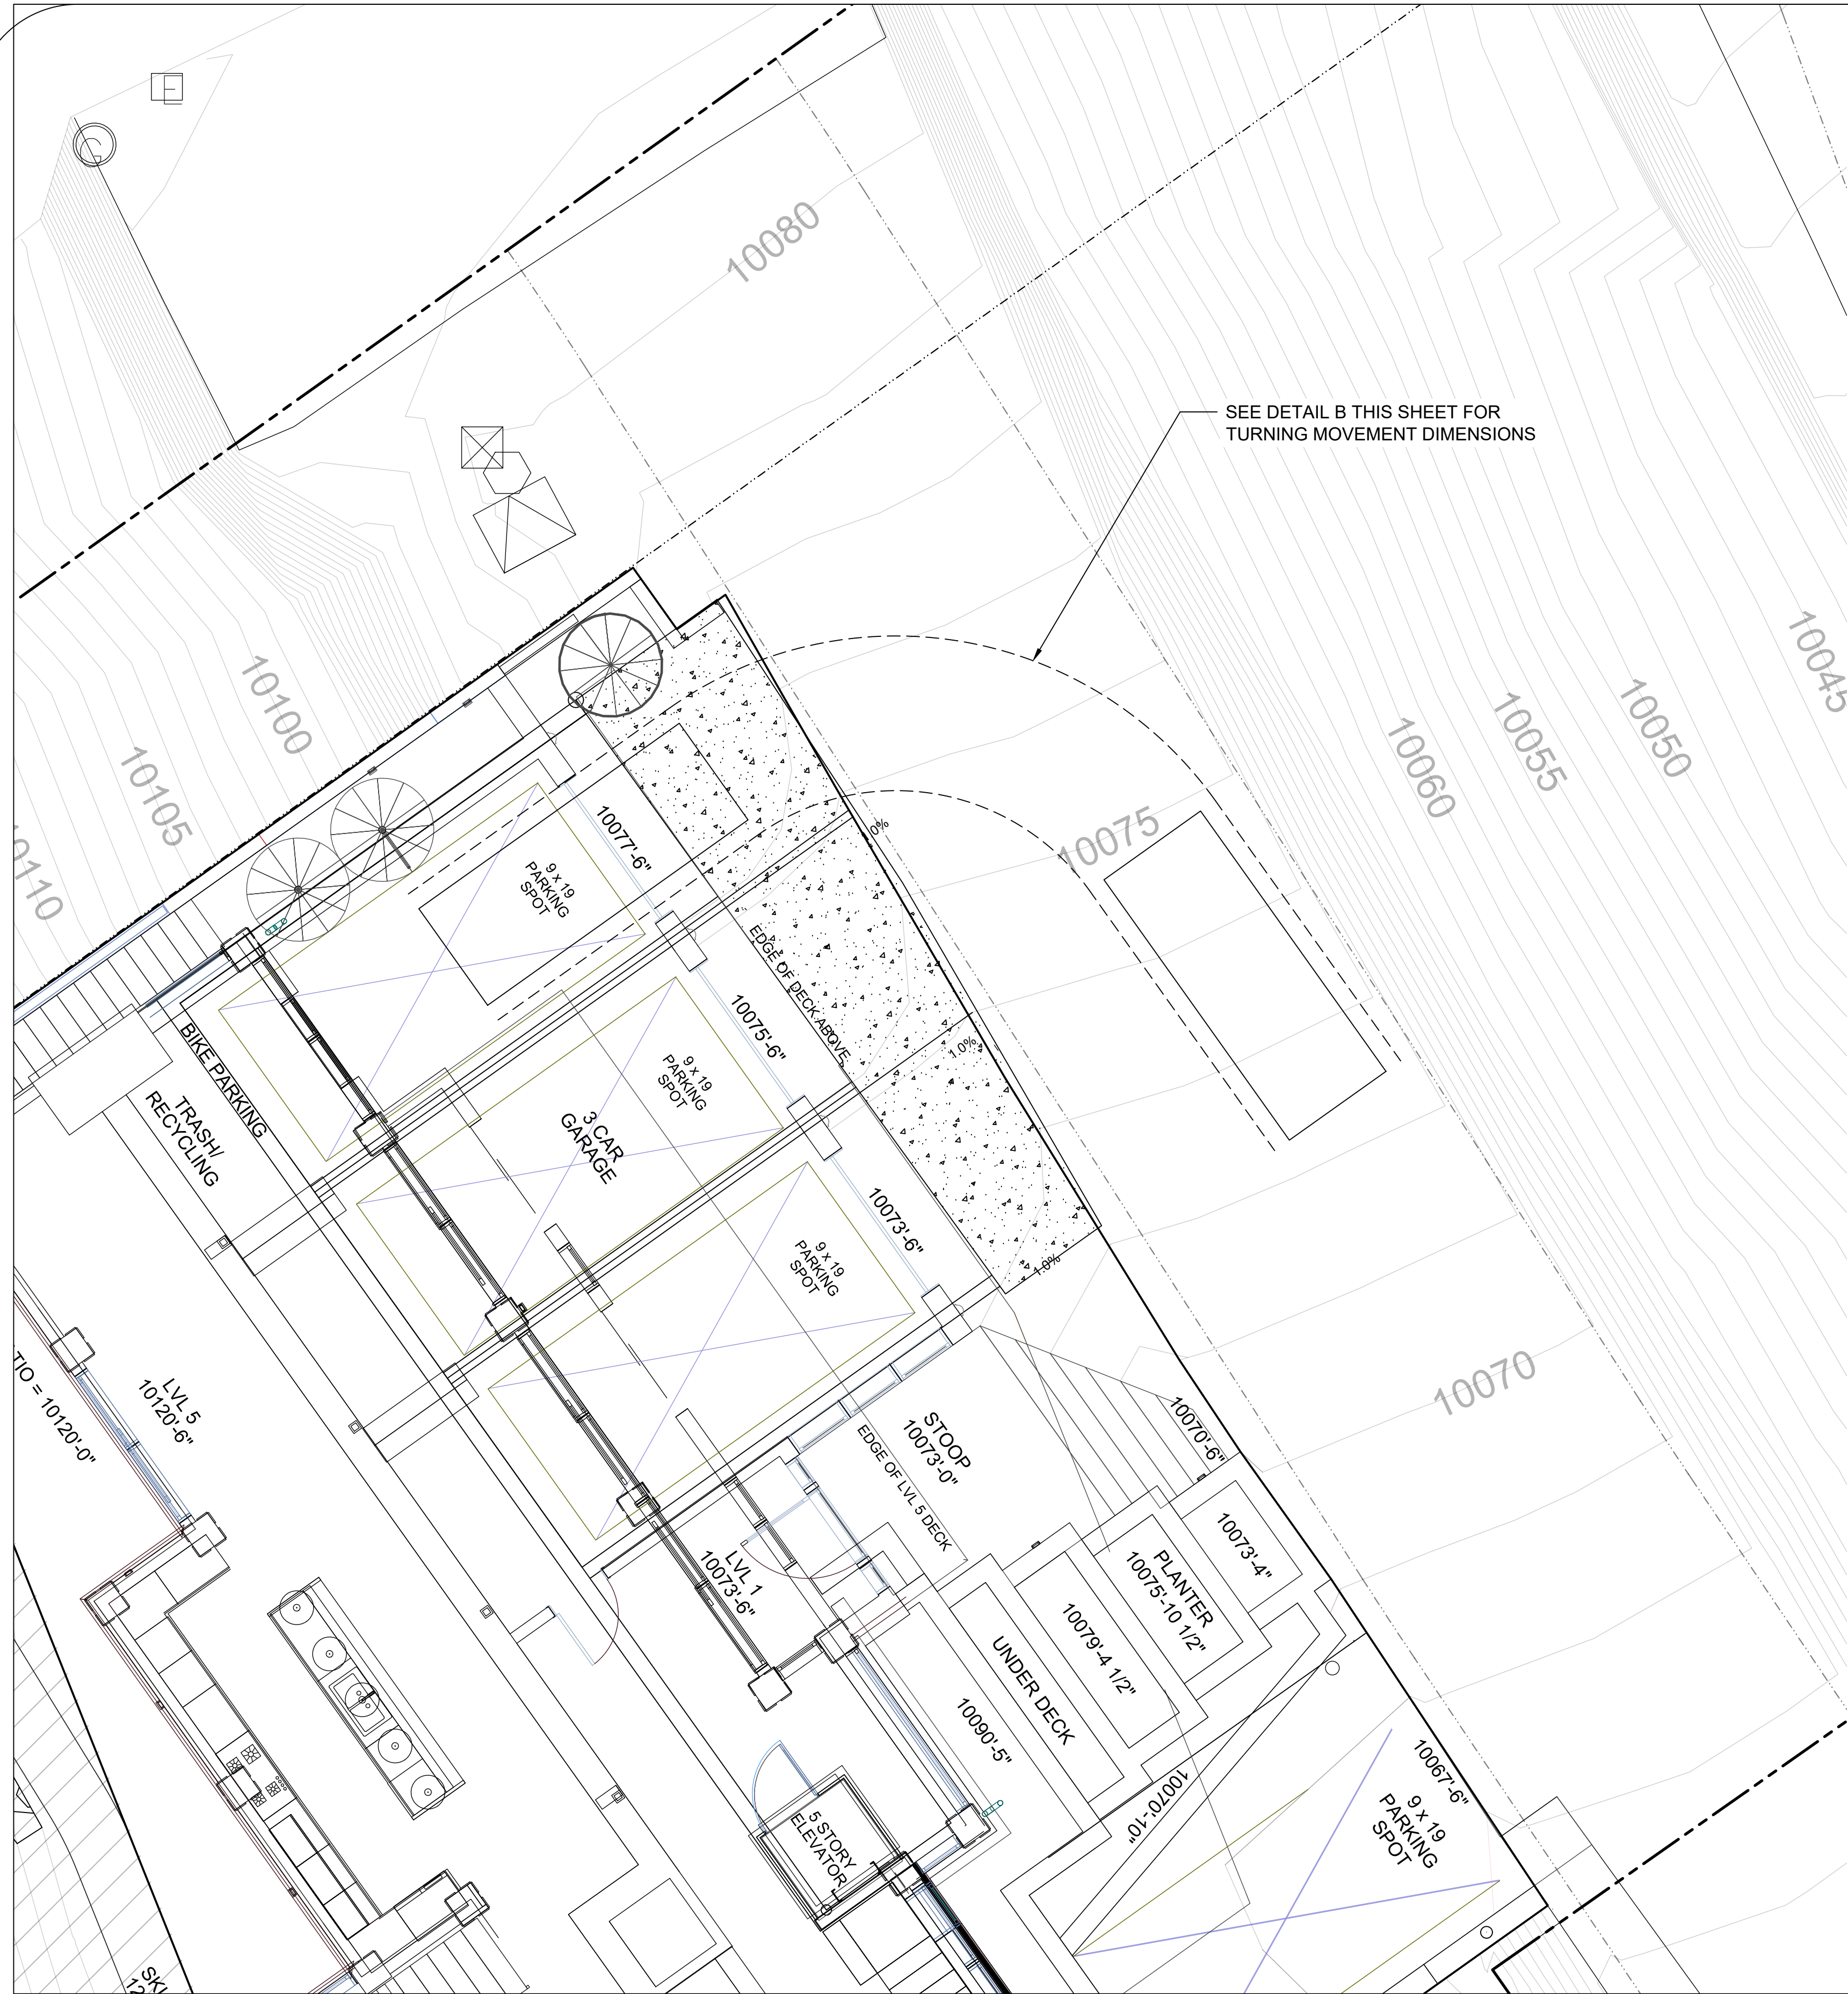 E
10080
SEE DETAIL B THIS SHEET FOR
TURNING MOVEMENT DIMENSIONS
10100
10105
10110
10060
10055
10050
10045
10075
10070
10077'-6"
9 x 19
PARKING
SPOT
0%
EDGE OF DECK ABOVE
10075'-6"
9 x 19
PARKING
SPOT
1.0%
BIKE PARKING
TRASH/
RECYCLING
3 CAR
GARAGE
10073'-6"
9 x 19
PARKING
SPOT
1.0%
LVL 5
10120'-6"
TIO = 10120'-0"
STOOP
10073'-0"
EDGE OF LVL 5 DECK
10070'-6"
10073'-4"
PLANTER
10075'-10 1/2"
10079'-4 1/2"
UNDER DECK
10090'-5"
LVL 1
10073'-6"
5 STORY
ELEVATOR
10070'-10"
10067'-6"
9 x 19
PARKING
SPOT
SKI